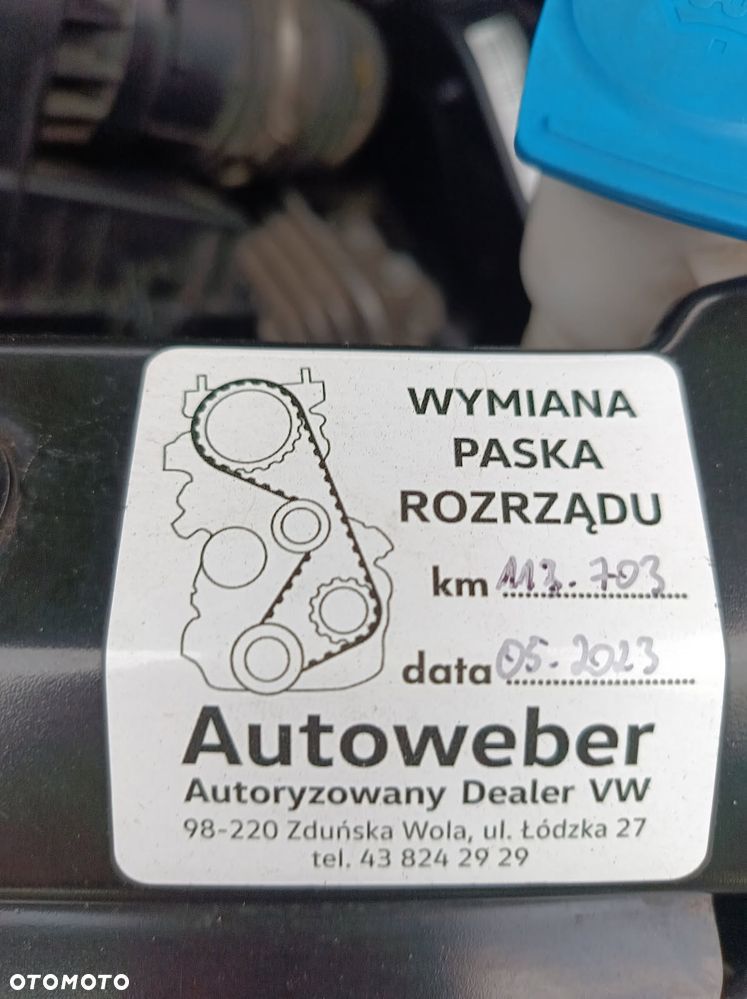 WYMIANA
PASKA
ROZRZĄDU
km 113.703
data 05.2023
Autoweber
Autoryzowany Dealer VW
98-220 Zduńska Wola, ul. Łódzka 27
tel. 43 824 29 29
OTOMOTO